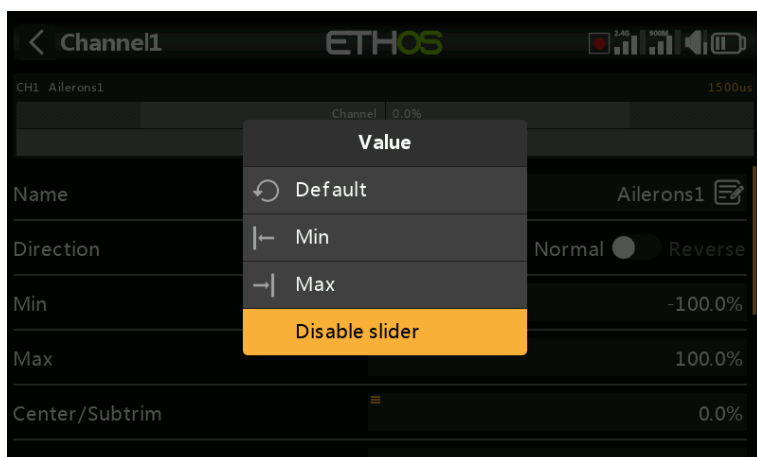 Channel1 ETHOS 2.4G 900M
CH1 Ailerons1 1500us
Channel 0.0%
Value
Default
Min
Max
Disable slider
Name Ailerons1
Direction Normal Reverse
Min -100.0%
Max 100.0%
Center/Subtrim 0.0%